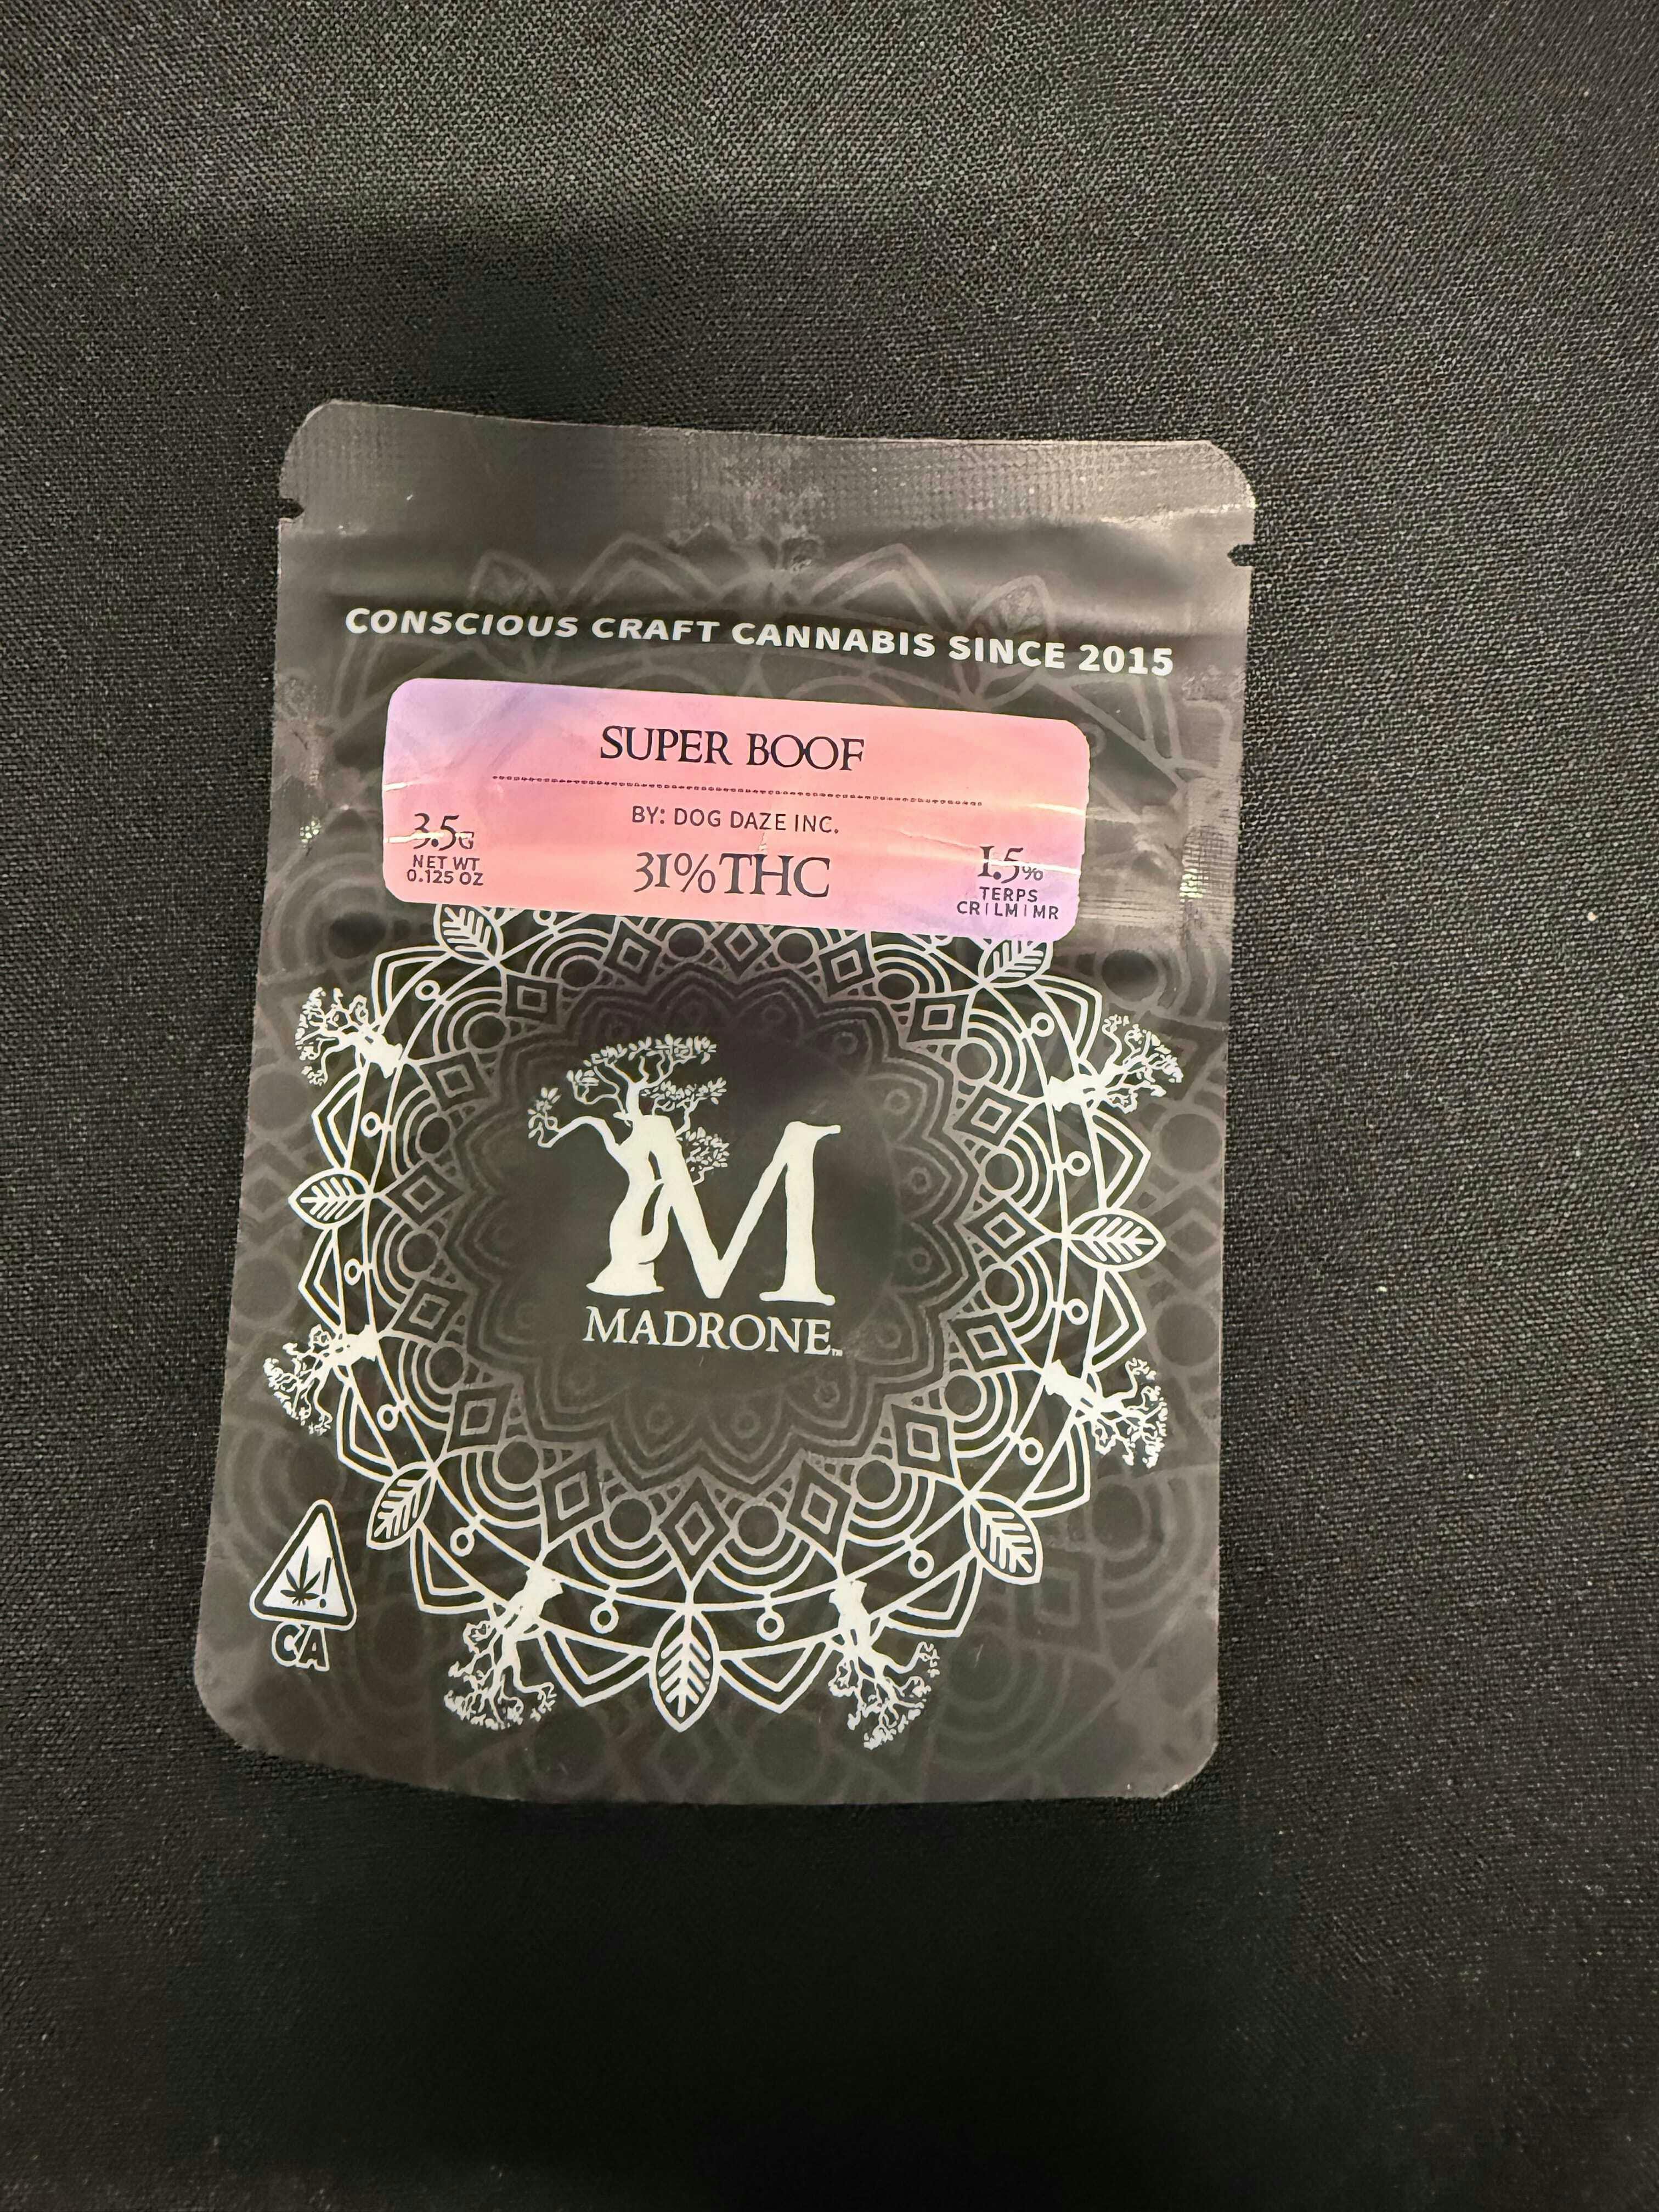 CONSCIOUS CRAFT CANNABIS SINCE 2015
SUPER BOOF
BY: DOG DAZE INC.
3.5G
NET WT
0.125 OZ
31% THC
1.5%
TERPS
CR|LM|MR
M
MADRONE™
CA